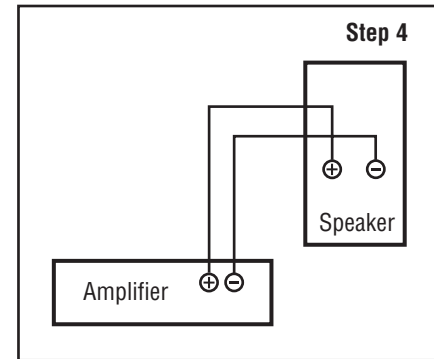 Step 4
+ −
Speaker
Amplifier + −